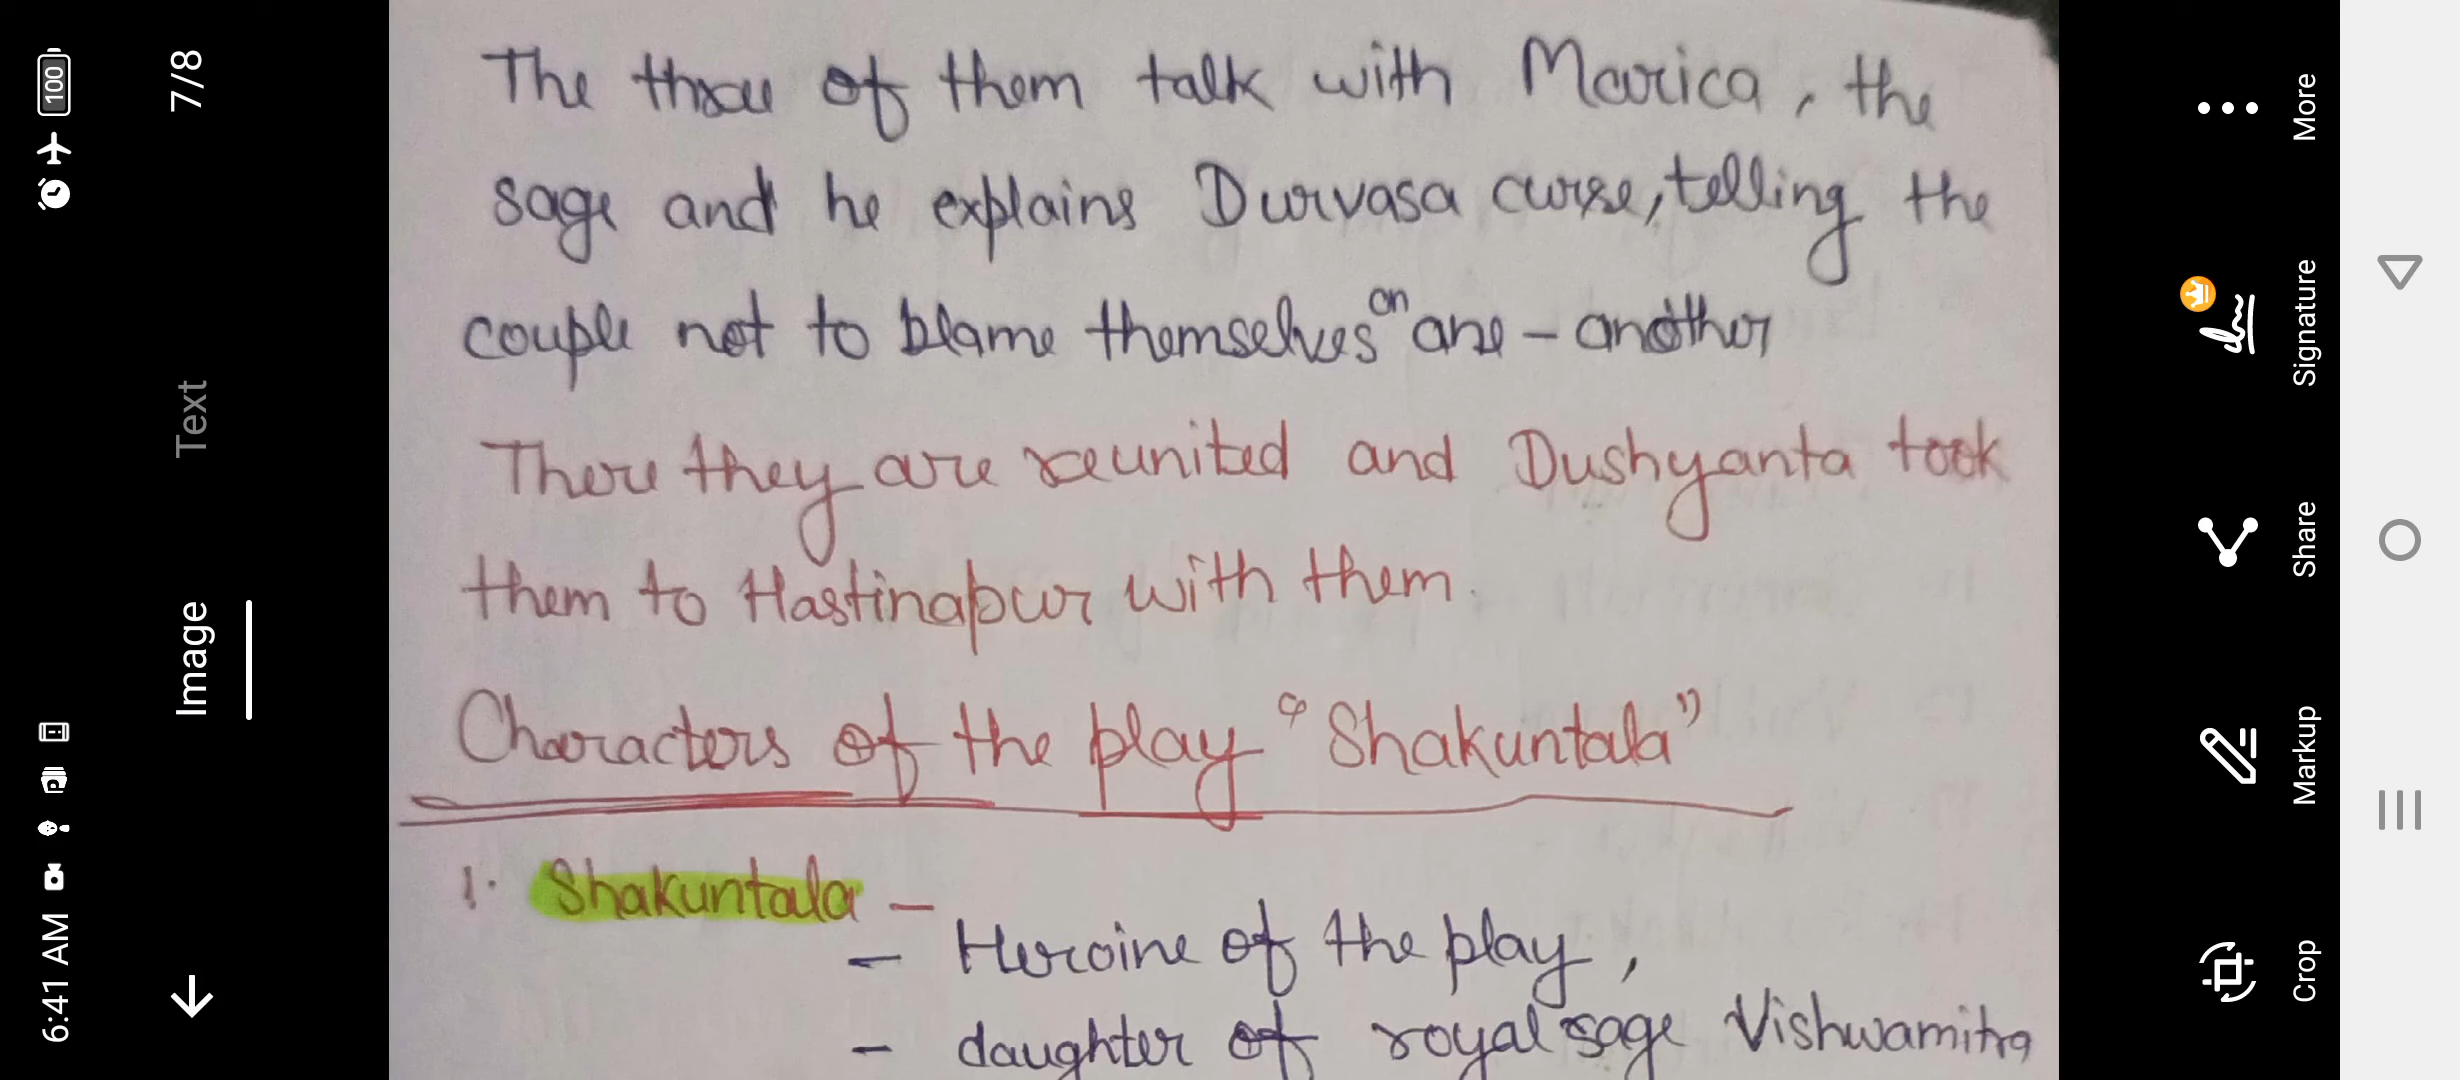 The three of them talk with Marica, the
sage and he explains Durvasa curse, telling the
couple not to blame themselves on one - another
There they are reunited and Dushyanta took
them to Hastinapur with them.
Characters of the play "Shakuntala"
1. Shakuntala -
- Heroine of the play,
- daughter of royal sage Vishwamitra
6:41 AM
100
7/8
Image
Text
Crop
Markup
Share
Signature
More